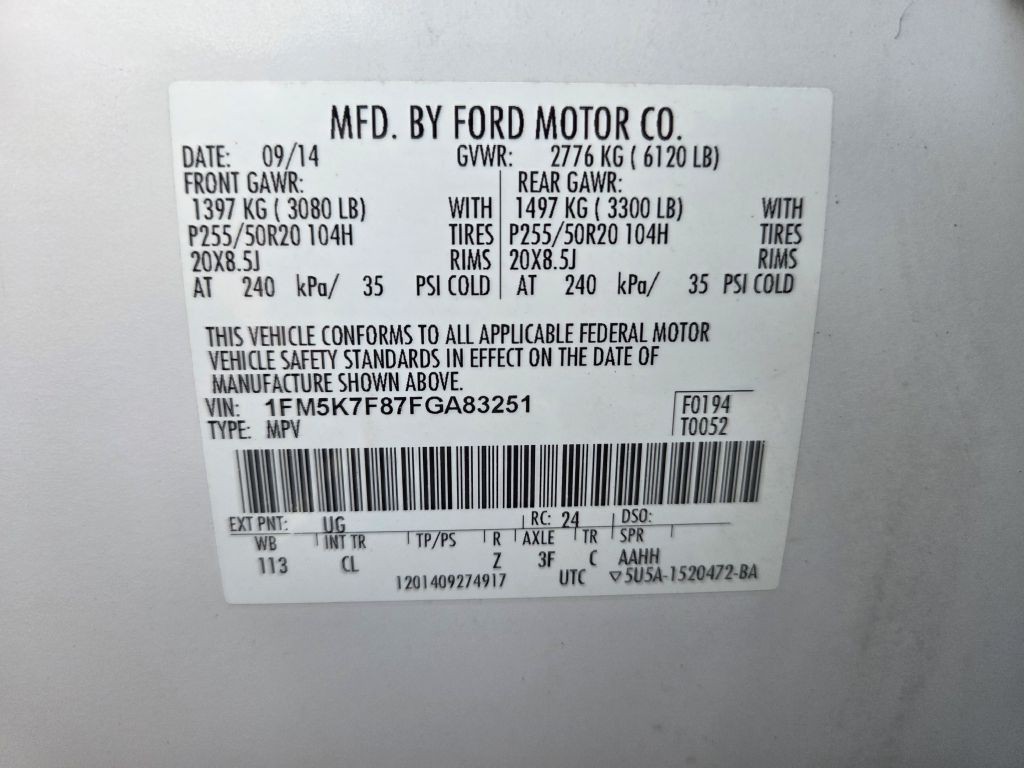 MFD. BY FORD MOTOR CO.
DATE: 09/14 GVWR: 2776 KG ( 6120 LB)
FRONT GAWR: REAR GAWR:
1397 KG ( 3080 LB) WITH 1497 KG ( 3300 LB) WITH
P255/50R20 104H TIRES P255/50R20 104H TIRES
20X8.5J RIMS 20X8.5J RIMS
AT 240 kPa/ 35 PSI COLD AT 240 kPa/ 35 PSI COLD
THIS VEHICLE CONFORMS TO ALL APPLICABLE FEDERAL MOTOR
VEHICLE SAFETY STANDARDS IN EFFECT ON THE DATE OF
MANUFACTURE SHOWN ABOVE.
VIN: 1FM5K7F87FGA83251 F0194
TYPE: MPV T0052
EXT PNT: UG RC: 24 DSO:
WB INT TR TP/PS R AXLE TR SPR
113 CL Z 3F C AAHH
1201409274917 UTC ▽5U5A-1520472-BA